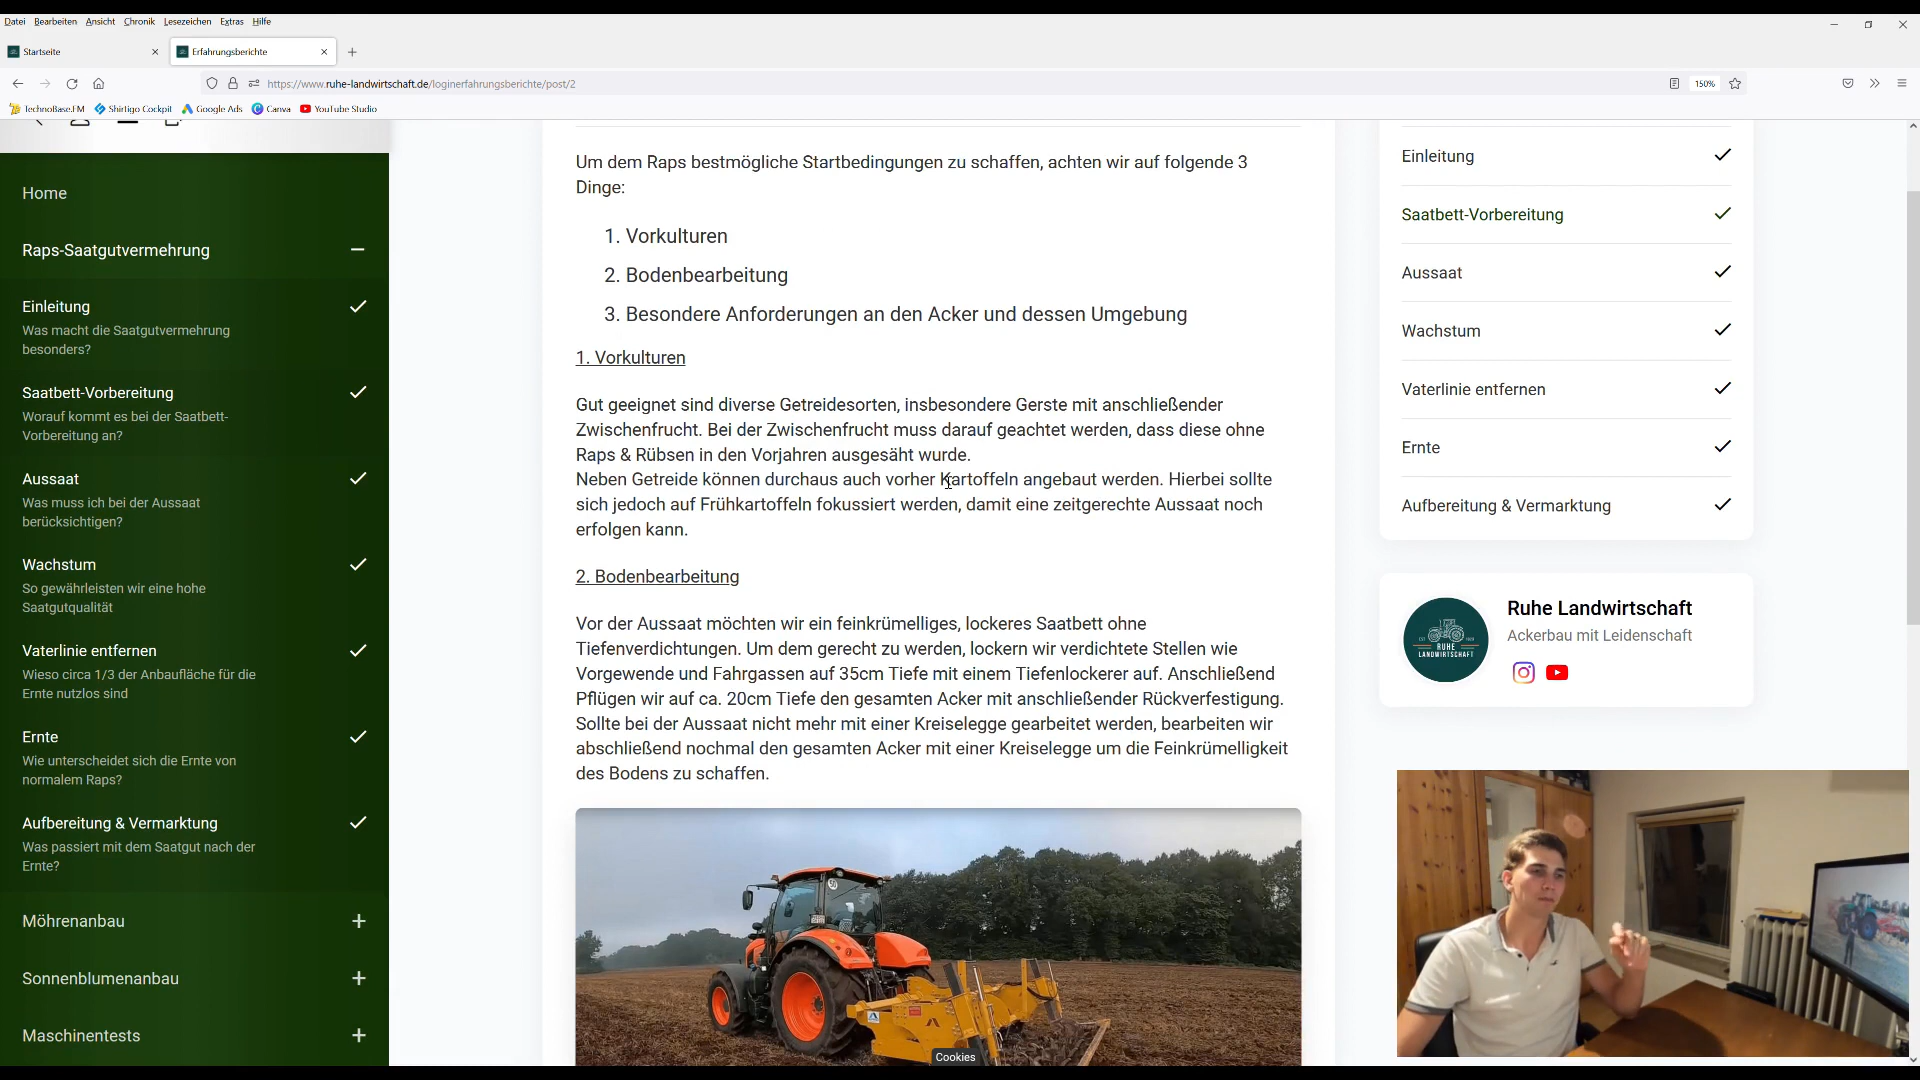 Datei Bearbeiten Ansicht Chronik Lesezeichen Extras Hilfe
Startseite
Erfahrungsberichte
https://www.ruhe-landwirtschaft.de/loginerfahrungsberichte/post/2
150%
TechnoBase.FM Shirtigo Cockpit Google Ads Canva YouTube Studio
Home
Raps-Saatgutvermehrung
Einleitung
Was macht die Saatgutvermehrung
besonders?
Saatbett-Vorbereitung
Worauf kommt es bei der Saatbett-
Vorbereitung an?
Aussaat
Was muss ich bei der Aussaat
berücksichtigen?
Wachstum
So gewährleisten wir eine hohe
Saatgutqualität
Vaterlinie entfernen
Wieso circa 1/3 der Anbaufläche für die
Ernte nutzlos sind
Ernte
Wie unterscheidet sich die Ernte von
normalem Raps?
Aufbereitung & Vermarktung
Was passiert mit dem Saatgut nach der
Ernte?
Möhrenanbau
Sonnenblumenanbau
Maschinentests
Um dem Raps bestmögliche Startbedingungen zu schaffen, achten wir auf folgende 3
Dinge:
1. Vorkulturen
2. Bodenbearbeitung
3. Besondere Anforderungen an den Acker und dessen Umgebung
1. Vorkulturen
Gut geeignet sind diverse Getreidesorten, insbesondere Gerste mit anschließender
Zwischenfrucht. Bei der Zwischenfrucht muss darauf geachtet werden, dass diese ohne
Raps & Rübsen in den Vorjahren ausgesäht wurde.
Neben Getreide können durchaus auch vorher Kartoffeln angebaut werden. Hierbei sollte
sich jedoch auf Frühkartoffeln fokussiert werden, damit eine zeitgerechte Aussaat noch
erfolgen kann.
2. Bodenbearbeitung
Vor der Aussaat möchten wir ein feinkrümelliges, lockeres Saatbett ohne
Tiefenverdichtungen. Um dem gerecht zu werden, lockern wir verdichtete Stellen wie
Vorgewende und Fahrgassen auf 35cm Tiefe mit einem Tiefenlockerer auf. Anschließend
Pflügen wir auf ca. 20cm Tiefe den gesamten Acker mit anschließender Rückverfestigung.
Sollte bei der Aussaat nicht mehr mit einer Kreiselegge gearbeitet werden, bearbeiten wir
abschließend nochmal den gesamten Acker mit einer Kreiselegge um die Feinkrümelligkeit
des Bodens zu schaffen.
Cookies
Einleitung
Saatbett-Vorbereitung
Aussaat
Wachstum
Vaterlinie entfernen
Ernte
Aufbereitung & Vermarktung
RUHE
LANDWIRTSCHAFT
Ruhe Landwirtschaft
Ackerbau mit Leidenschaft